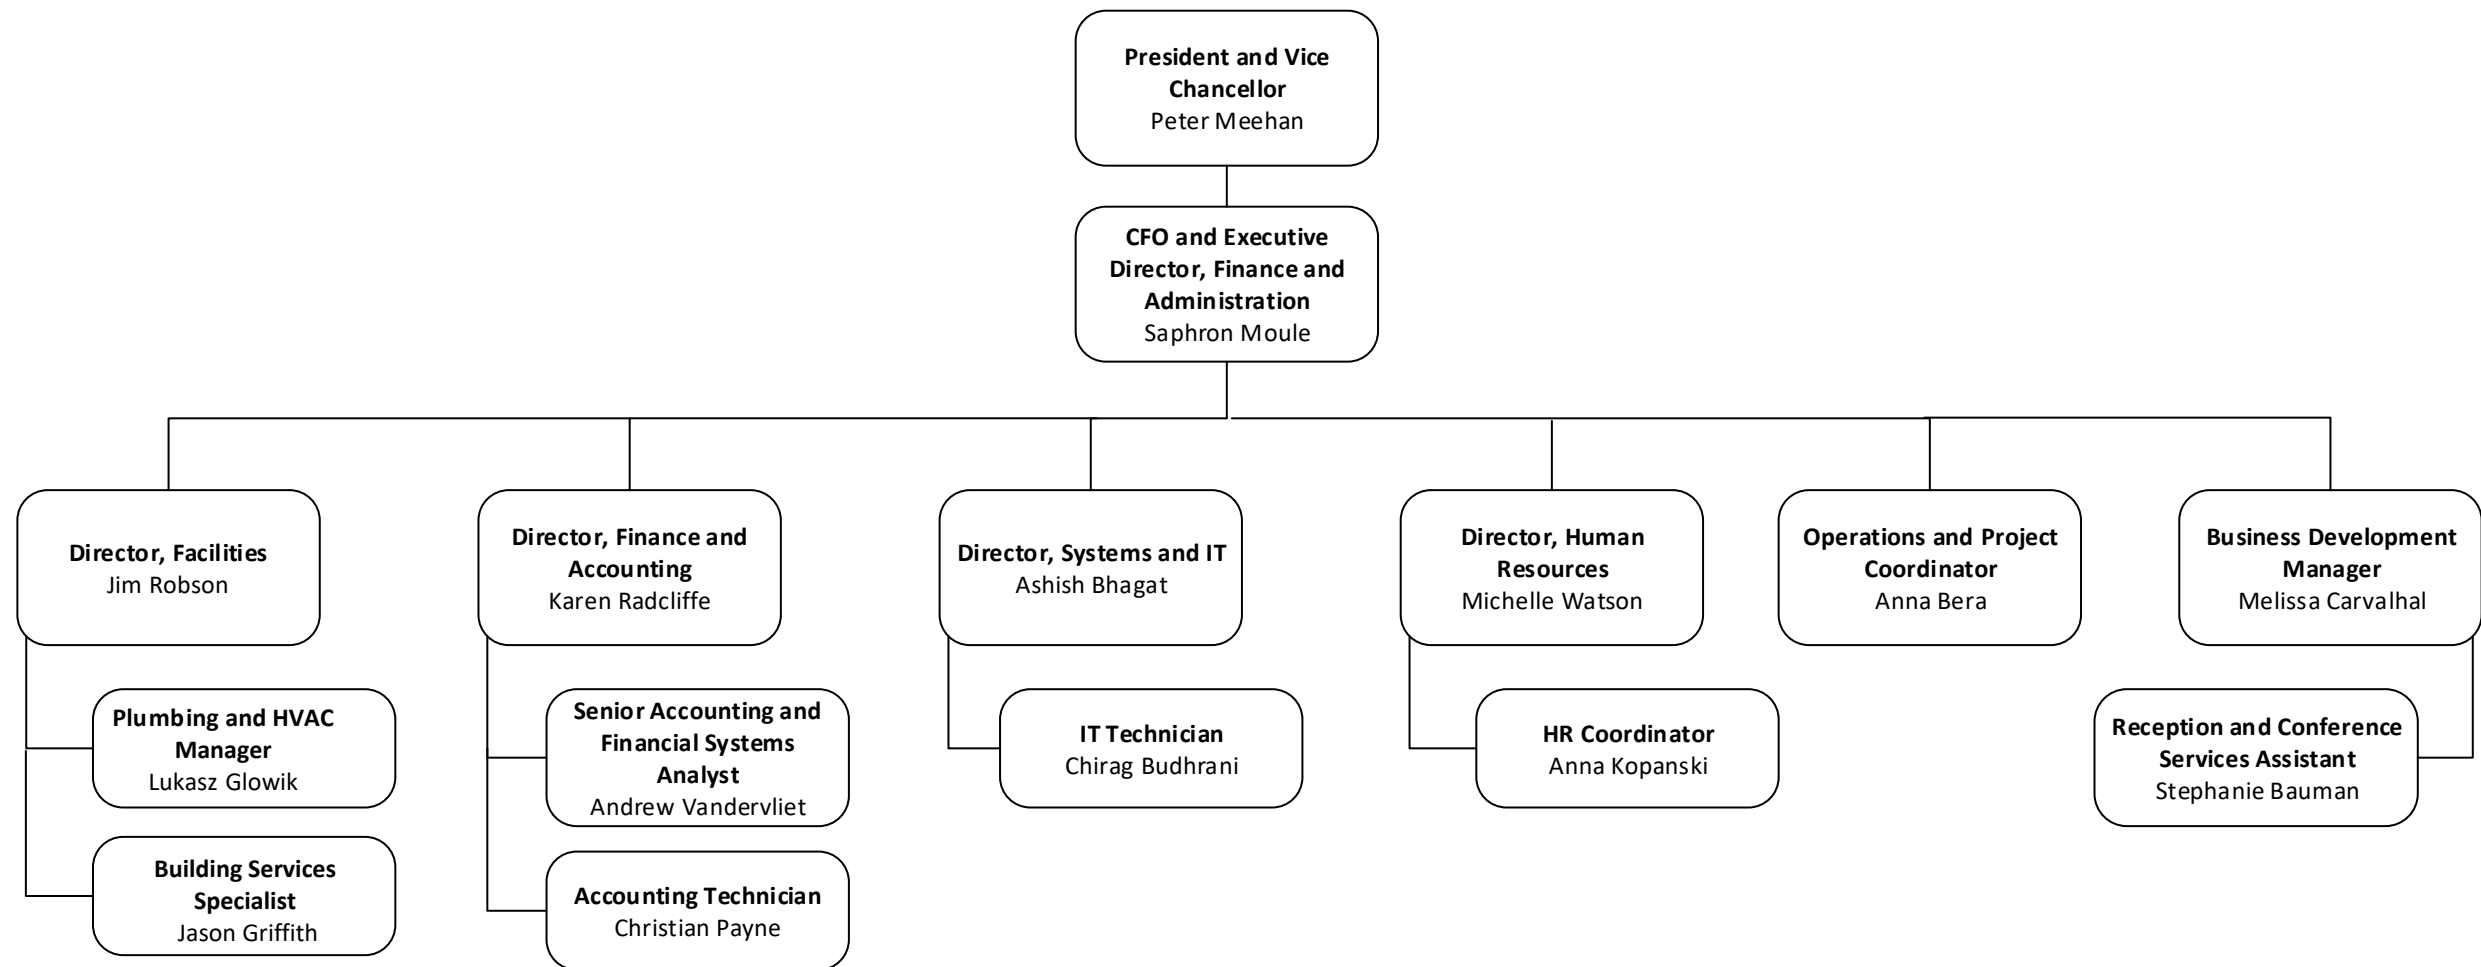 President and Vice
Chancellor
Peter Meehan
CFO and Executive
Director, Finance and
Administration
Saphron Moule
Director, Facilities
Jim Robson
Director, Finance and
Accounting
Karen Radcliffe
Director, Systems and IT
Ashish Bhagat
Director, Human
Resources
Michelle Watson
Operations and Project
Coordinator
Anna Bera
Business Development
Manager
Melissa Carvalhal
Plumbing and HVAC
Manager
Lukasz Glowik
Senior Accounting and
Financial Systems
Analyst
Andrew Vandervliet
IT Technician
Chirag Budhrani
HR Coordinator
Anna Kopanski
Reception and Conference
Services Assistant
Stephanie Bauman
Building Services
Specialist
Jason Griffith
Accounting Technician
Christian Payne